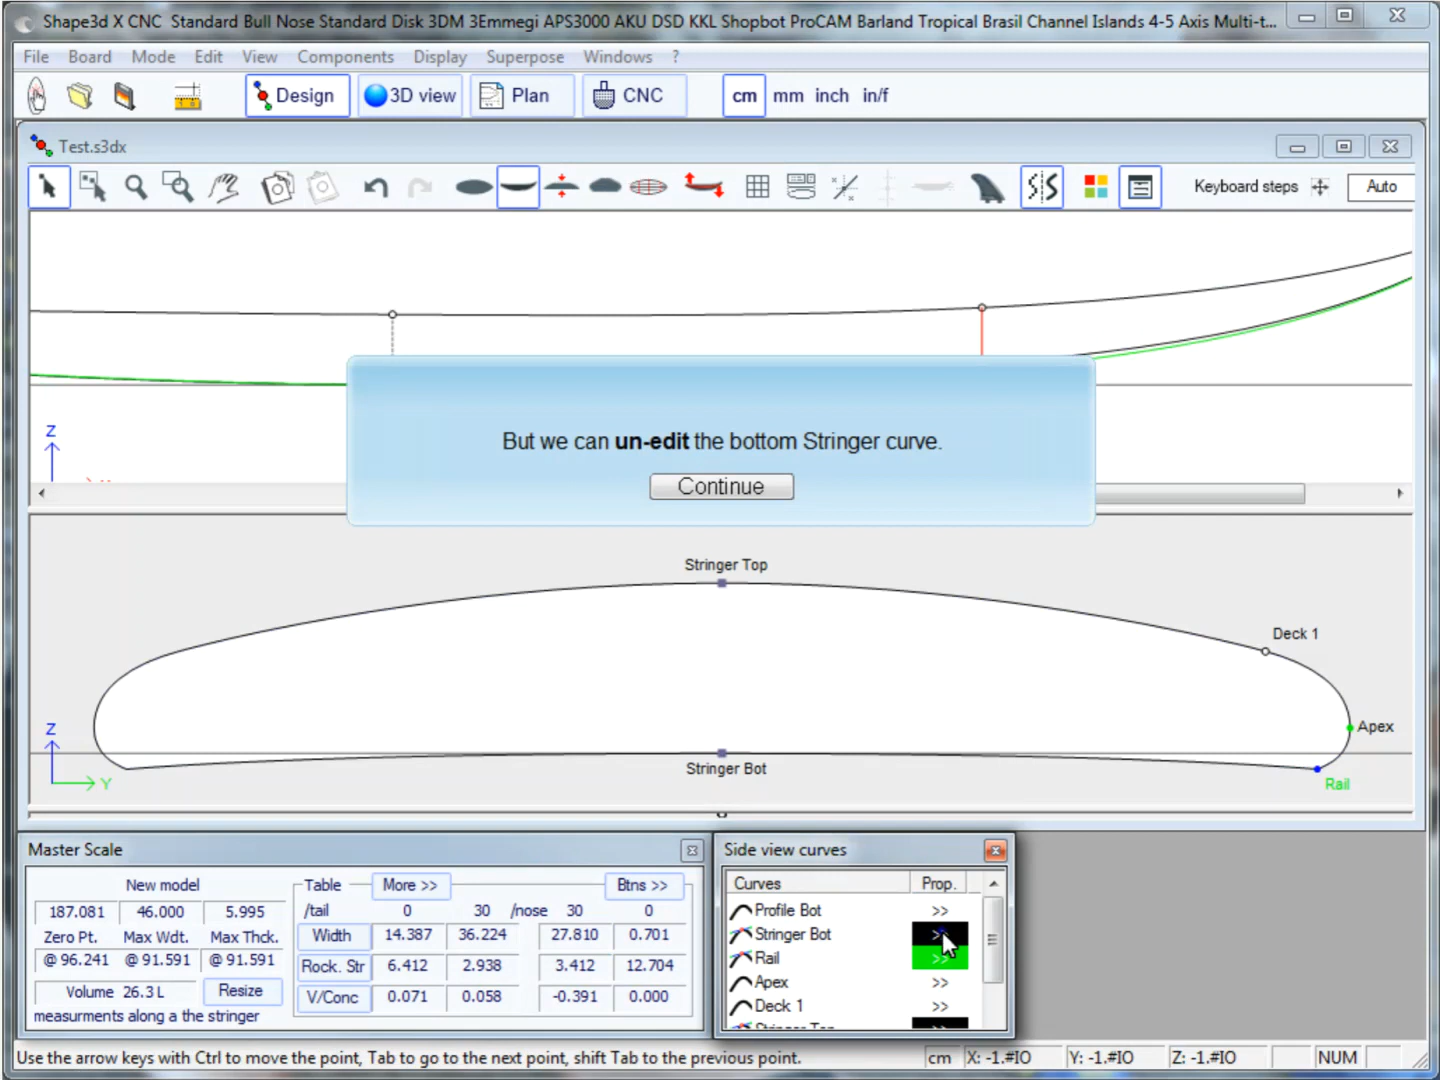 Shape3d X CNC  Standard Bull Nose Standard Disk 3DM 3Emmegi APS3000 AKU DSD KKL Shopbot ProCAM Barland Tropical Brasil Channel Islands 4-5 Axis Multi-t...
File Board Mode Edit View Components Display Superpose Windows ?
Design 3D view Plan CNC cm mm inch in/f
Test.s3dx
Keyboard steps Auto
Z
But we can un-edit the bottom Stringer curve.
Continue
Stringer Top
Deck 1
Z
Apex
Stringer Bot
Y
Rail
Master Scale
New model Table More >> Btns >>
187.081 46.000 5.995 /tail 0 30 /nose 30 0
Zero Pt. Max Wdt. Max Thck. Width 14.387 36.224 27.810 0.701
@ 96.241 @ 91.591 @ 91.591 Rock. Str 6.412 2.938 3.412 12.704
Volume 26.3 L Resize V/Conc 0.071 0.058 -0.391 0.000
measurments along a the stringer
Side view curves
Curves Prop.
Profile Bot >>
Stringer Bot
Rail >>
Apex >>
Deck 1 >>
Use the arrow keys with Ctrl to move the point, Tab to go to the next point, shift Tab to the previous point. cm X: -1.#IO Y: -1.#IO Z: -1.#IO NUM